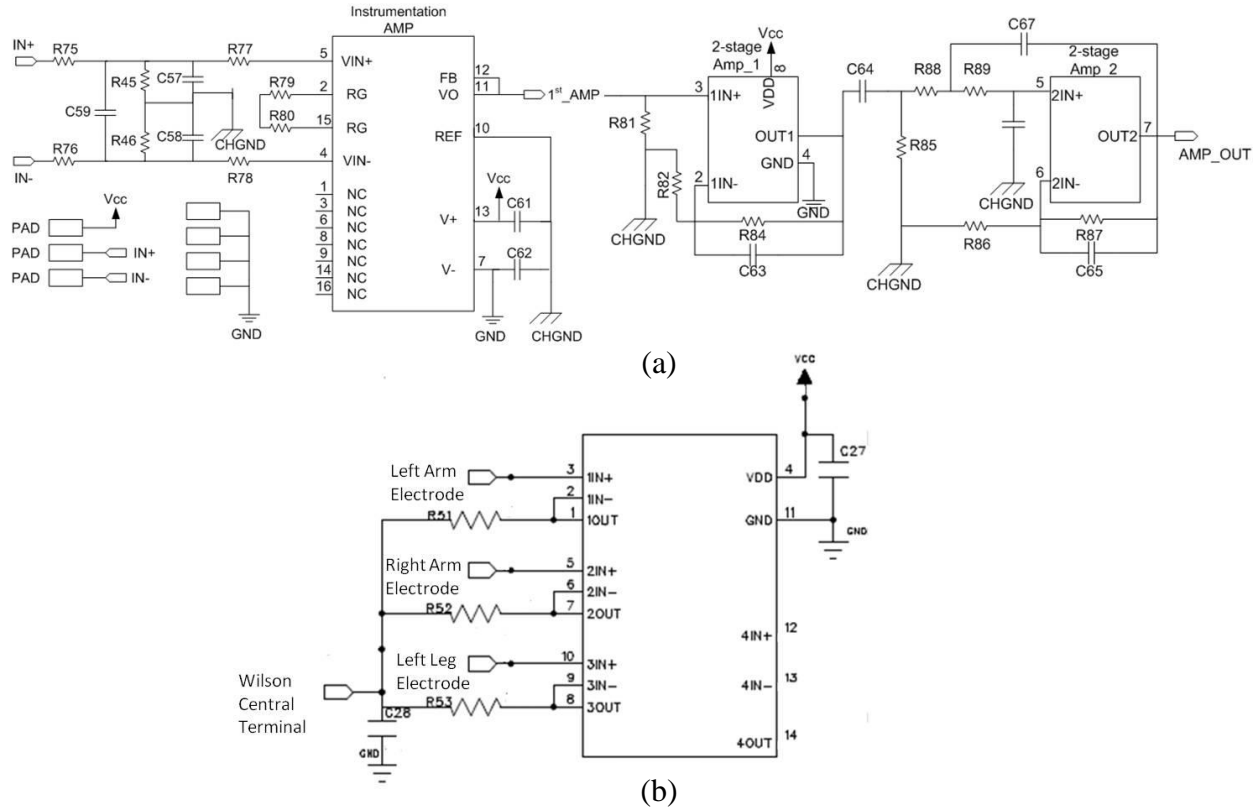 Instrumentation
AMP
IN+
R75
R77
5
VIN+
R45
C57
R79
2
RG
C59
R80
15
RG
R46
C58
CHGND
R76
R78
4
VIN-
IN-
FB
12
VO
11
1st_AMP
REF
10
Vcc
V+
13
C61
V-
7
C62
GND
CHGND
1
NC
3
NC
6
NC
8
NC
9
NC
14
NC
16
NC
PAD
Vcc
PAD
IN+
PAD
IN-
GND
2-stage
Amp_1
Vcc
8
VDD
3
1IN+
OUT1
R81
R82
GND
4
GND
2
1IN-
CHGND
R84
C63
C64
R88
R89
R85
C67
2-stage
Amp_2
5
2IN+
OUT2
7
AMP_OUT
CHGND
6
2IN-
R86
R87
C65
CHGND
(a)
VCC
C27
Left Arm
Electrode
3
1IN+
2
1IN-
R51
1
1OUT
VDD
4
GND
11
GND
Right Arm
Electrode
5
2IN+
6
2IN-
R52
7
2OUT
4IN+
12
Left Leg
Electrode
10
3IN+
9
3IN-
R53
8
3OUT
4IN-
13
4OUT
14
Wilson
Central
Terminal
C28
GND
(b)